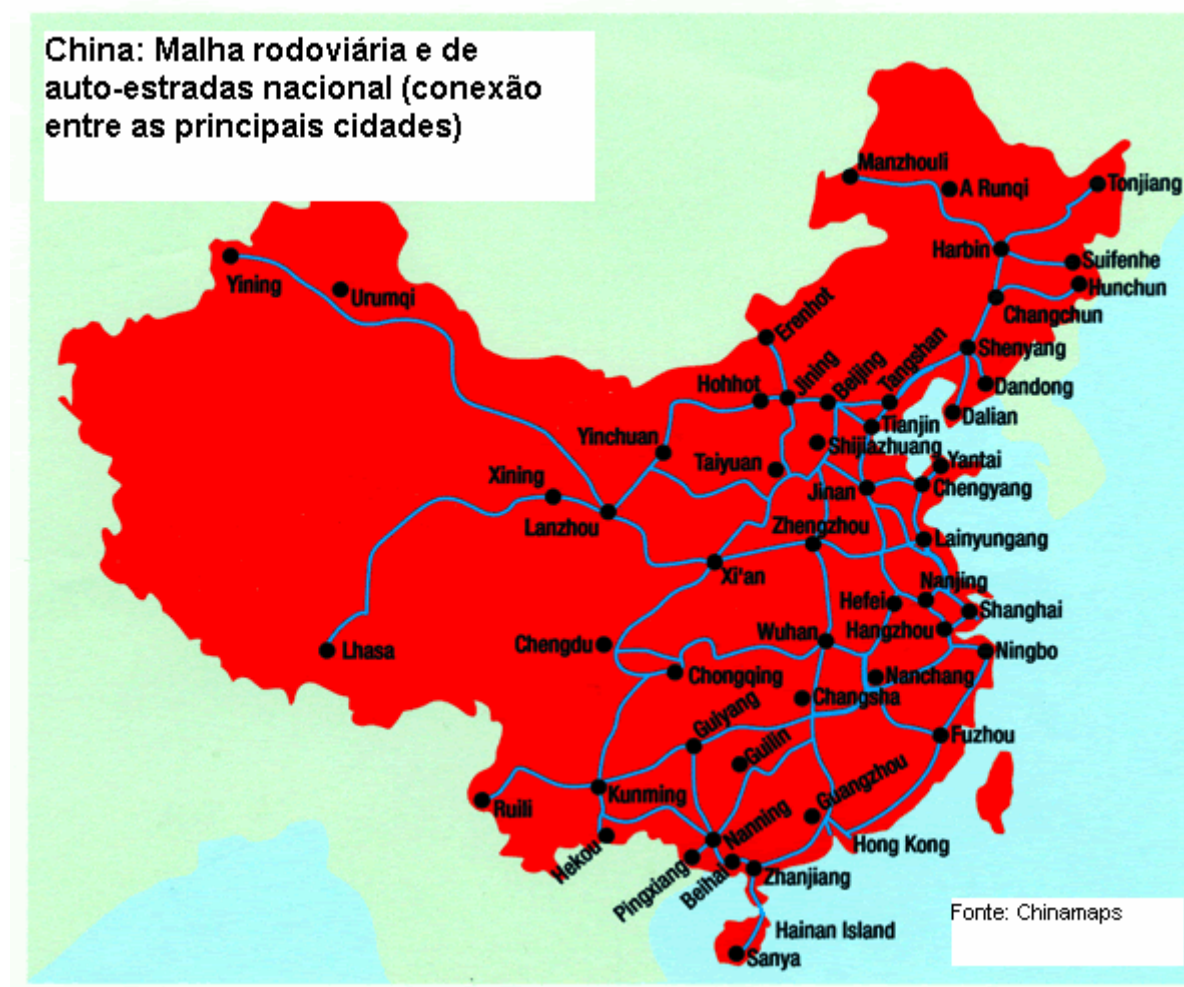 China: Malha rodoviária e de
auto-estradas nacional (conexão
entre as principais cidades)
Manzhouli
A Runqi
Tonjiang
Harbin
Suifenhe
Yining
Urumqi
Hunchun
Changchun
Erenhot
Shenyang
Hohhot
Jining
Beijing
Tangshan
Dandong
Dalian
Tianjin
Yinchuan
Shijiazhuang
Taiyuan
Yantai
Xining
Jinan
Chengyang
Lanzhou
Zhengzhou
Lainyungang
Xi'an
Nanjing
Hefei
Shanghai
Chengdu
Wuhan
Hangzhou
Lhasa
Ningbo
Chongqing
Nanchang
Changsha
Guiyang
Guilin
Fuzhou
Kunming
Guangzhou
Ruili
Nanning
Hekou
Hong Kong
Pingxiang
Beihai
Zhanjiang
Fonte: Chinamaps
Hainan Island
Sanya